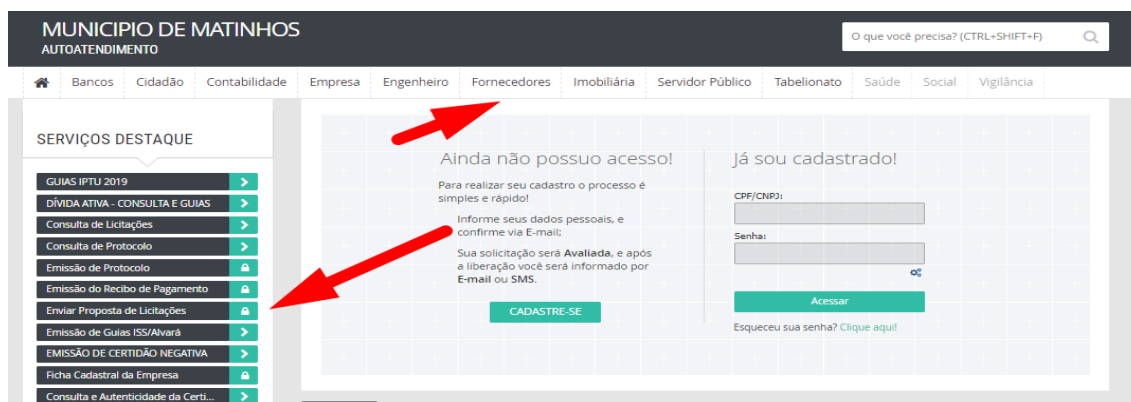 MUNICIPIO DE MATINHOS
AUTOATENDIMENTO
O que você precisa? (CTRL+SHIFT+F)
Bancos Cidadão Contabilidade Empresa Engenheiro Fornecedores Imobiliária Servidor Público Tabelionato Saúde Social Vigilância
SERVIÇOS DESTAQUE
GUIAS IPTU 2019
DÍVIDA ATIVA - CONSULTA E GUIAS
Consulta de Licitações
Consulta de Protocolo
Emissão de Protocolo
Emissão do Recibo de Pagamento
Enviar Proposta de Licitações
Emissão de Guias ISS/Alvará
EMISSÃO DE CERTIDÃO NEGATIVA
Ficha Cadastral da Empresa
Consulta e Autenticidade da Certi...
Ainda não possuo acesso!
Para realizar seu cadastro o processo é
simples e rápido!
Informe seus dados pessoais, e
confirme via E-mail;
Sua solicitação será Avaliada, e após
a liberação você será informado por
E-mail ou SMS.
CADASTRE-SE
Já sou cadastrado!
CPF/CNPJ:
Senha:
Acessar
Esqueceu sua senha? Clique aqui!